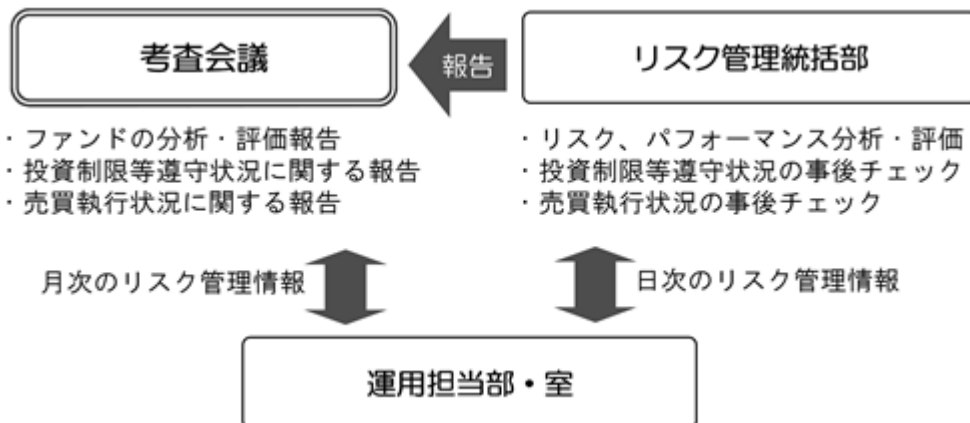 考査会議
報告
リスク管理統括部
・ファンドの分析・評価報告
・投資制限等遵守状況に関する報告
・売買執行状況に関する報告
・リスク、パフォーマンス分析・評価
・投資制限等遵守状況の事後チェック
・売買執行状況の事後チェック
月次のリスク管理情報
日次のリスク管理情報
運用担当部・室